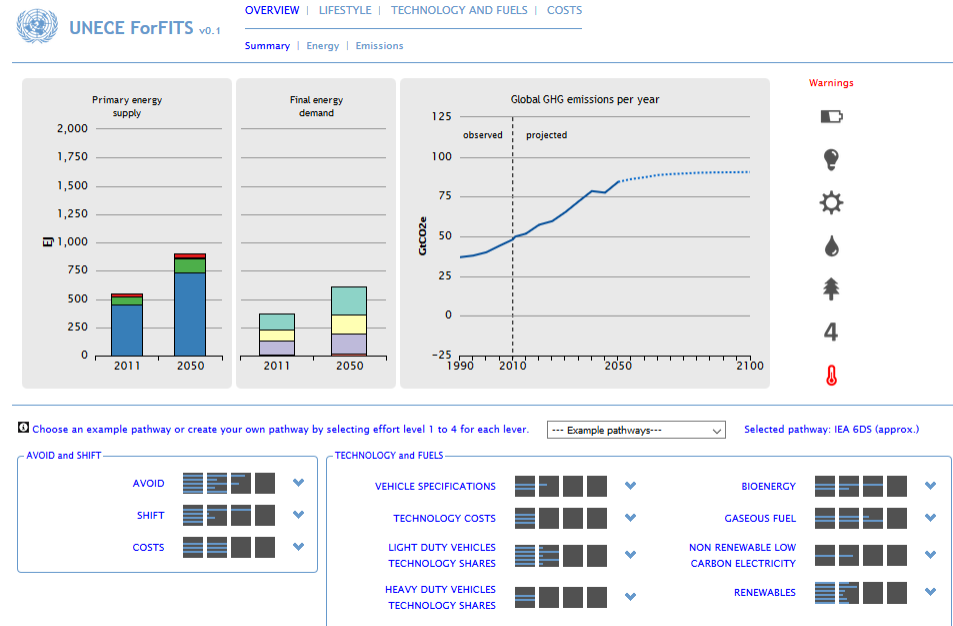 UNECE ForFITS v0.1
OVERVIEW | LIFESTYLE | TECHNOLOGY AND FUELS | COSTS
Summary | Energy | Emissions
Primary energy
supply
2,000
1,750
1,500
1,250
1,000
750
500
250
0
EJ
2011 2050
Final energy
demand
2011 2050
Global GHG emissions per year
125
100
75
50
25
0
−25
GtCO2e
observed projected
1990 2010 2050 2100
Warnings
4
i Choose an example pathway or create your own pathway by selecting effort level 1 to 4 for each lever.
--- Example pathways---
Selected pathway: IEA 6DS (approx.)
AVOID and SHIFT
AVOID
SHIFT
COSTS
TECHNOLOGY and FUELS
VEHICLE SPECIFICATIONS
TECHNOLOGY COSTS
LIGHT DUTY VEHICLES
TECHNOLOGY SHARES
HEAVY DUTY VEHICLES
TECHNOLOGY SHARES
BIOENERGY
GASEOUS FUEL
NON RENEWABLE LOW
CARBON ELECTRICITY
RENEWABLES